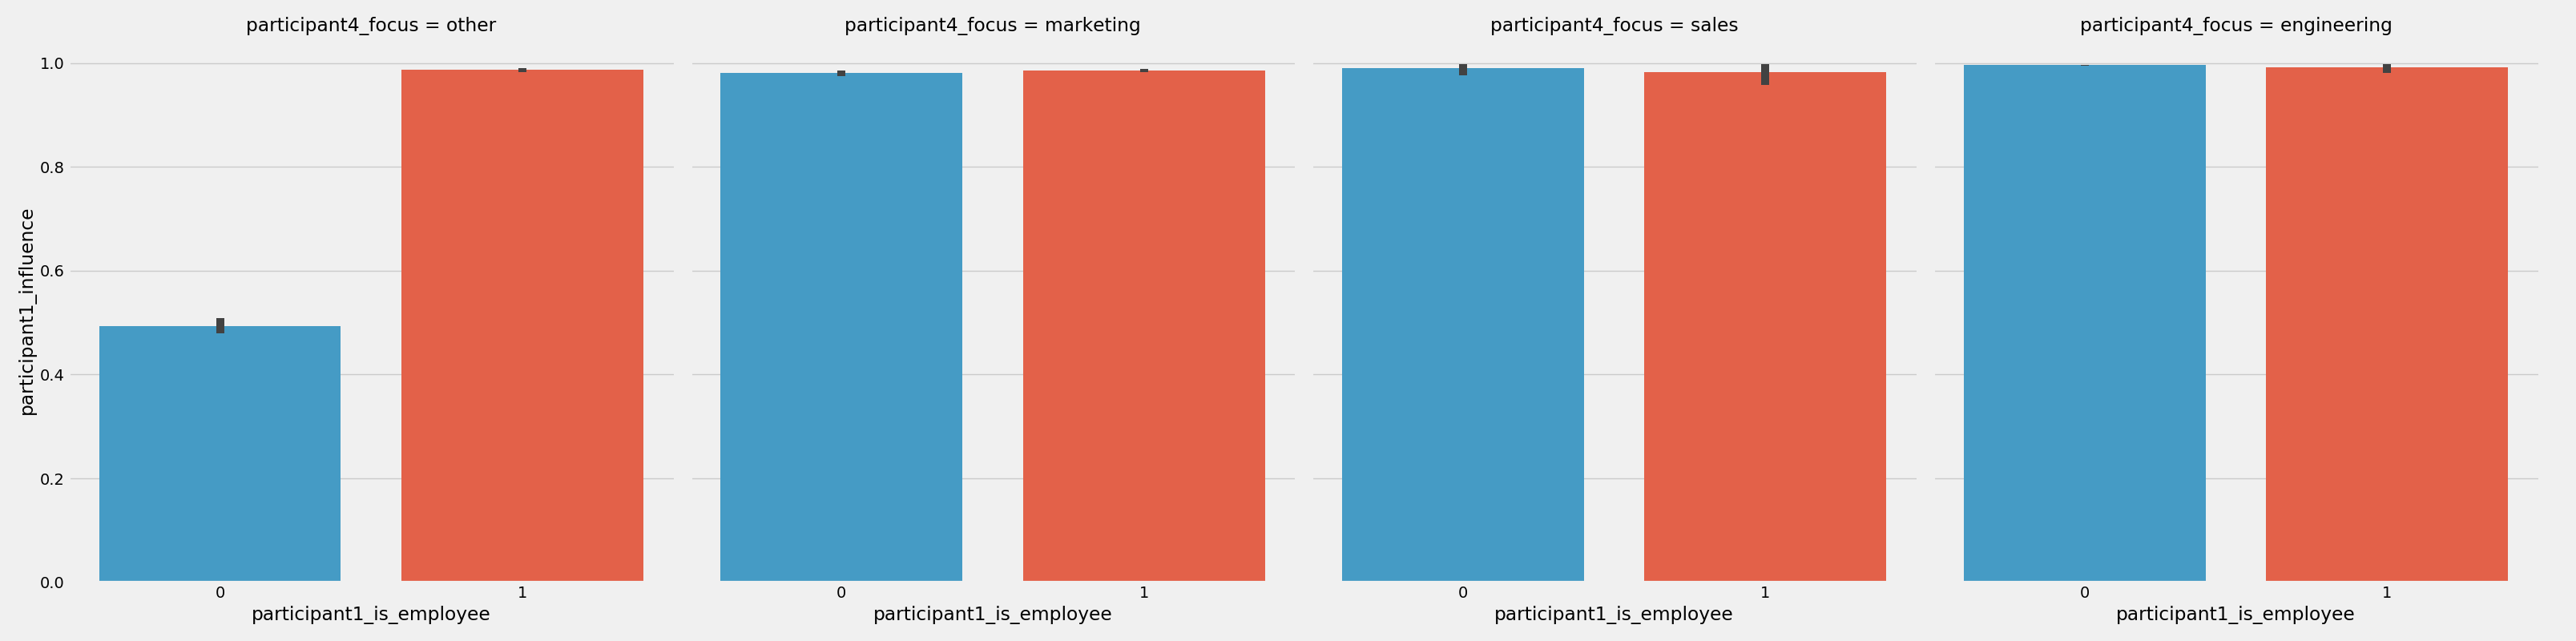 participant4_focus = other
participant4_focus = marketing
participant4_focus = sales
participant4_focus = engineering
participant1_influence
1.0
0.8
0.6
0.4
0.2
0.0
0 1
0 1
0 1
0 1
participant1_is_employee
participant1_is_employee
participant1_is_employee
participant1_is_employee